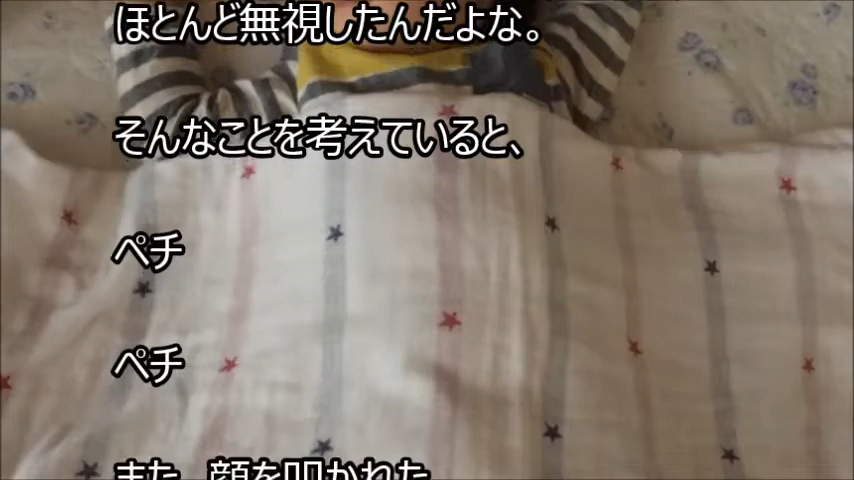 ほとんど無視したんだよな。
そんなことを考えていると、
ペチ
ペチ
また、顔を叩かれた